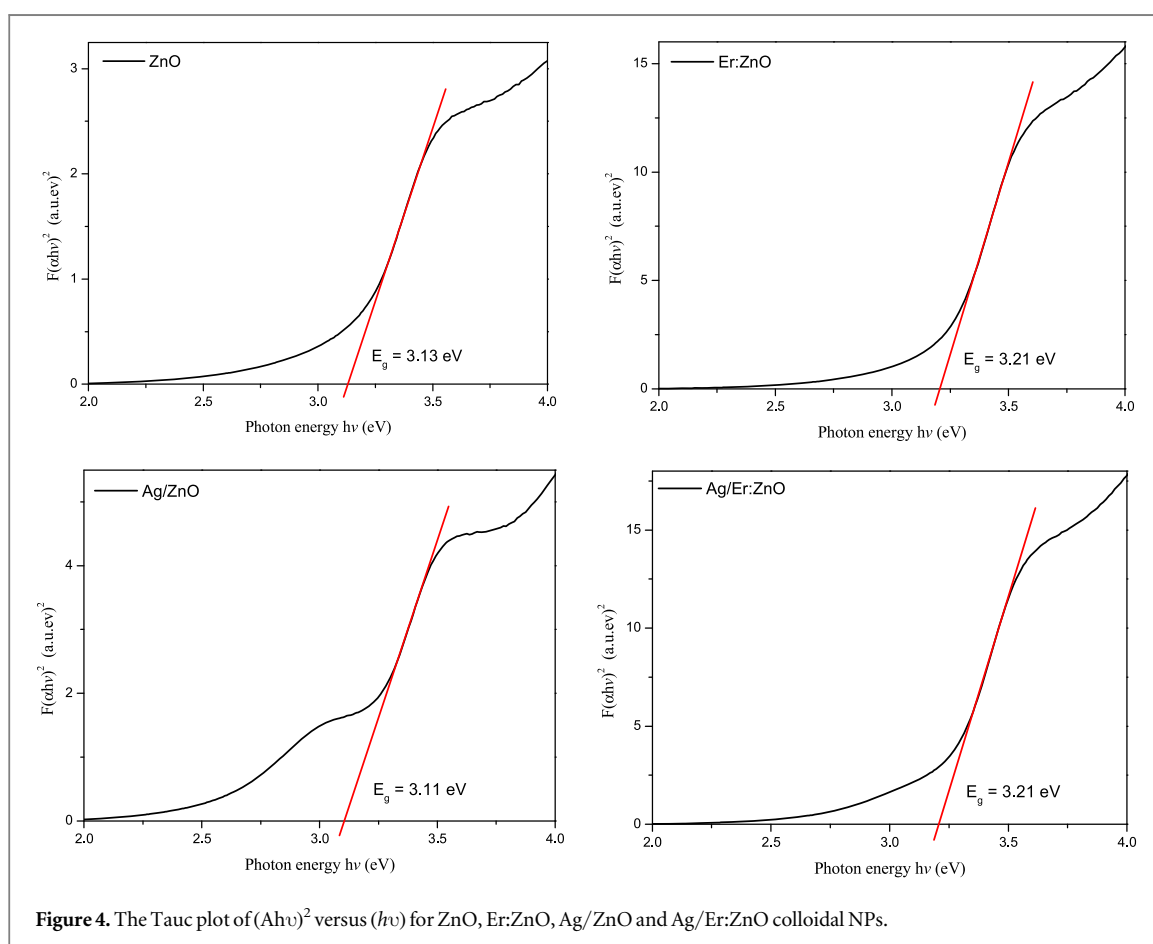 ZnO
3
2
1
0
F(αhν)² (a.u.ev)²
E_g = 3.13 eV
2.0 2.5 3.0 3.5 4.0
Photon energy hν (eV)
Er:ZnO
15
10
5
0
F(αhν)² (a.u.ev)²
E_g = 3.21 eV
2.0 2.5 3.0 3.5 4.0
Photon energy hν (eV)
Ag/ZnO
4
2
0
F(αhν)² (a.u.ev)²
E_g = 3.11 eV
2.0 2.5 3.0 3.5 4.0
Photon energy hν (eV)
Ag/Er:ZnO
15
10
5
0
F(αhν)² (a.u.ev)²
E_g = 3.21 eV
2.0 2.5 3.0 3.5 4.0
Photon energy hν (eV)
Figure 4. The Tauc plot of (Ahυ)² versus (hυ) for ZnO, Er:ZnO, Ag/ZnO and Ag/Er:ZnO colloidal NPs.